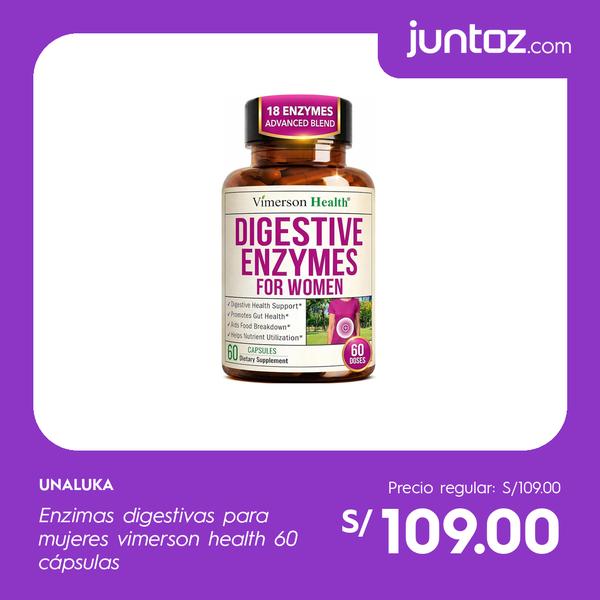 juntoz.com
18 ENZYMES
ADVANCED BLEND
Vimerson Health®
DIGESTIVE
ENZYMES
FOR WOMEN
✓Digestive Health Support*
✓Promotes Gut Health*
✓Aids Food Breakdown*
✓Helps Nutrient Utilization*
60 CAPSULES
Dietary Supplement
60
DOSES
UNALUKA
Enzimas digestivas para
mujeres vimerson health 60
cápsulas
Precio regular: S/109.00
S/ 109.00